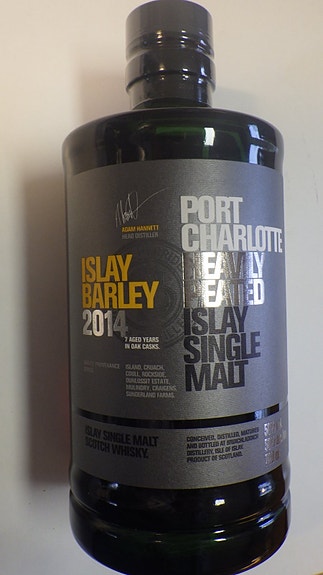 ADAM HANNETT
HEAD DISTILLER
ISLAY
BARLEY
2014
7 AGED YEARS
IN OAK CASKS.
ISLAND, CRUACH,
COULL, ROCKSIDE,
DUNLOSSIT ESTATE,
MULINDRY, CRAIGENS,
SUNDERLAND FARMS.
PORT
CHARLOTTE
HEAVILY
PEATED
ISLAY
SINGLE
MALT
ISLAY SINGLE MALT
SCOTCH WHISKY.
CONCEIVED, DISTILLED, MATURED
AND BOTTLED AT BRUICHLADDICH
DISTILLERY, ISLE OF ISLAY.
PRODUCT OF SCOTLAND.